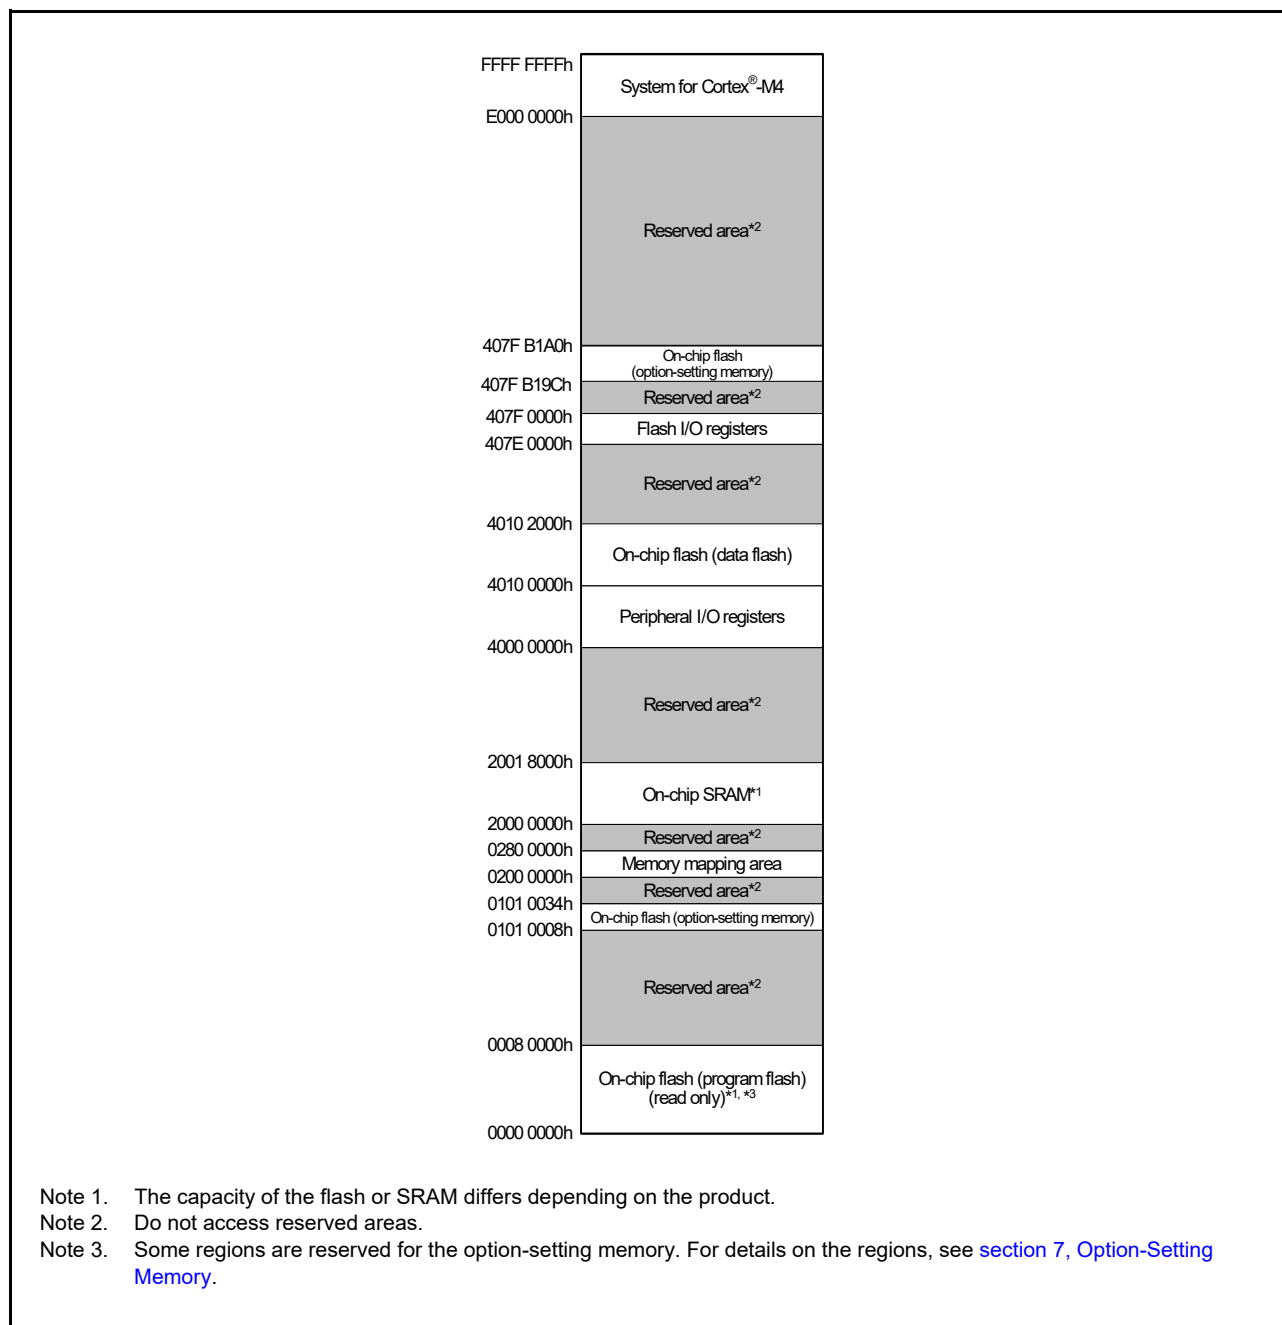 FFFF FFFFh
System for Cortex®-M4
E000 0000h
Reserved area*2
407F B1A0h
On-chip flash
(option-setting memory)
407F B19Ch
Reserved area*2
407F 0000h
Flash I/O registers
407E 0000h
Reserved area*2
4010 2000h
On-chip flash (data flash)
4010 0000h
Peripheral I/O registers
4000 0000h
Reserved area*2
2001 8000h
On-chip SRAM*1
2000 0000h
Reserved area*2
0280 0000h
Memory mapping area
0200 0000h
Reserved area*2
0101 0034h
On-chip flash (option-setting memory)
0101 0008h
Reserved area*2
0008 0000h
On-chip flash (program flash)
(read only)*1, *3
0000 0000h
Note 1. The capacity of the flash or SRAM differs depending on the product.
Note 2. Do not access reserved areas.
Note 3. Some regions are reserved for the option-setting memory. For details on the regions, see section 7, Option-Setting
Memory.